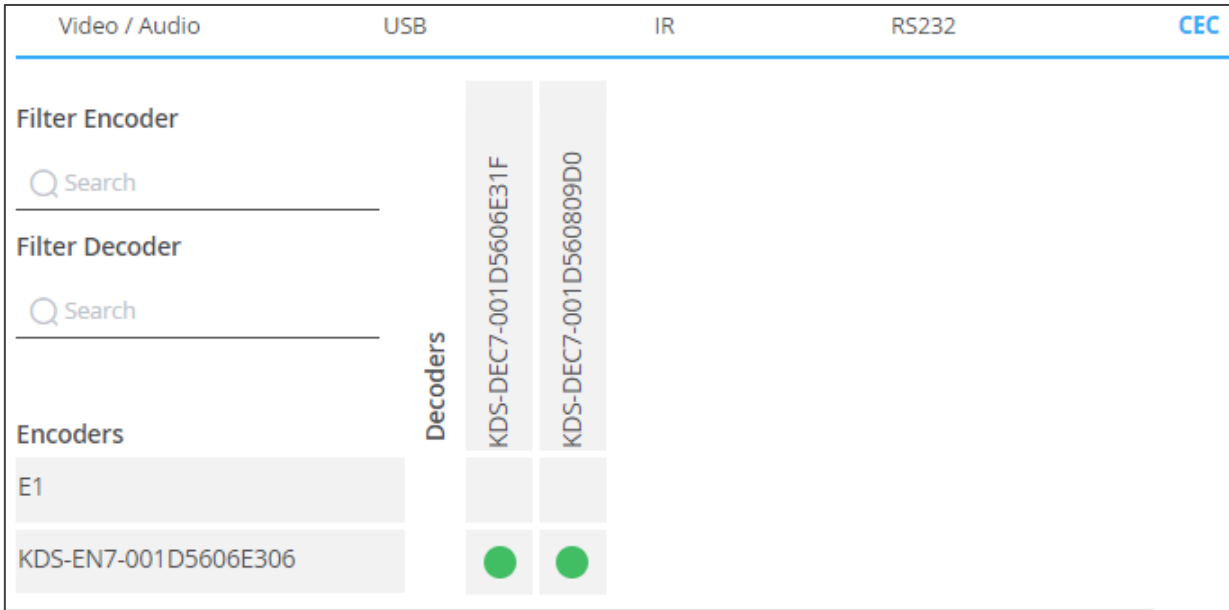 Video / Audio
USB
IR
RS232
CEC
Filter Encoder
Search
Filter Decoder
Search
Encoders
Decoders
KDS-DEC7-001D5606E31F
KDS-DEC7-001D560809D0
E1
KDS-EN7-001D5606E306